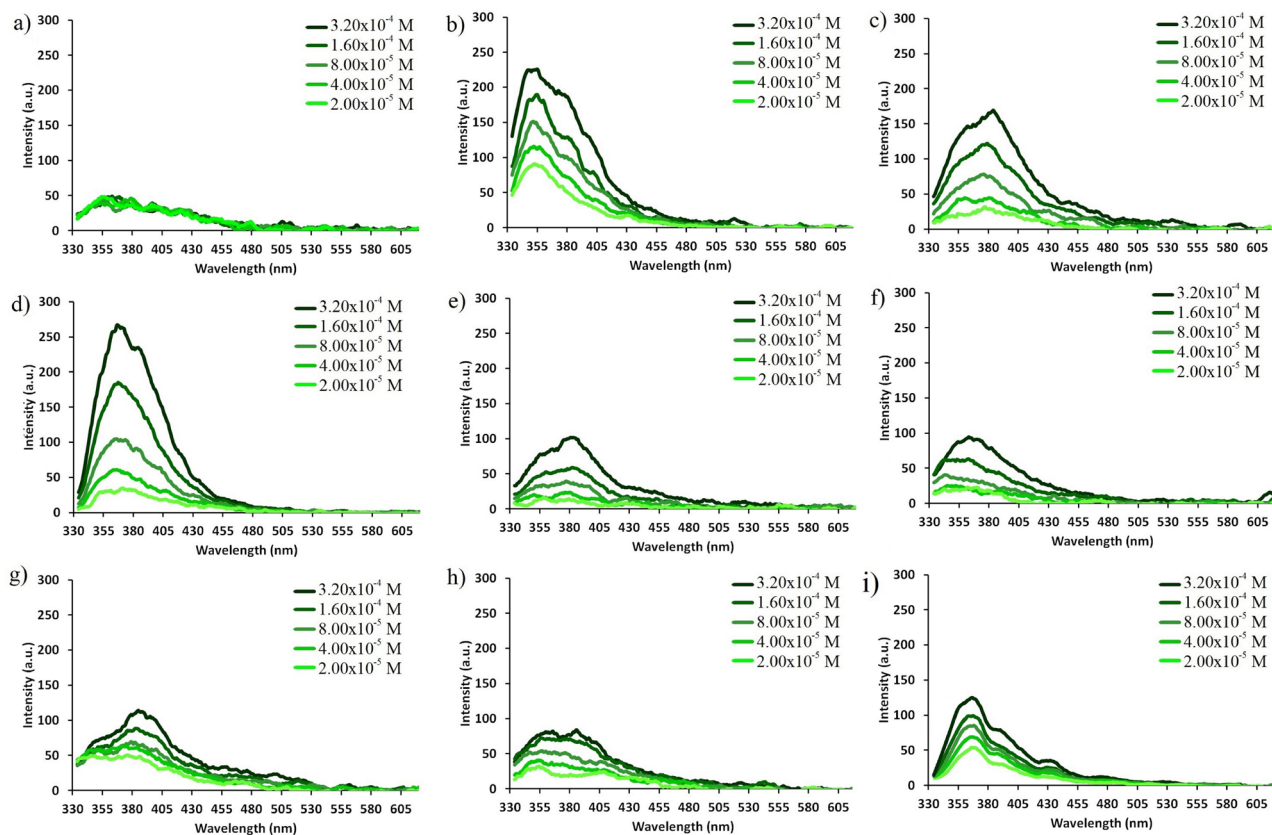 a)
300
250
200
150
100
50
0
Intensity (a.u.)
3.20x10⁻⁴ M
1.60x10⁻⁴ M
8.00x10⁻⁵ M
4.00x10⁻⁵ M
2.00x10⁻⁵ M
330 355 380 405 430 455 480 505 530 555 580 605
Wavelength (nm)
b)
300
250
200
150
100
50
0
Intensity (a.u.)
3.20x10⁻⁴ M
1.60x10⁻⁴ M
8.00x10⁻⁵ M
4.00x10⁻⁵ M
2.00x10⁻⁵ M
330 355 380 405 430 455 480 505 530 555 580 605
Wavelength (nm)
c)
300
250
200
150
100
50
0
Intensity (a.u.)
3.20x10⁻⁴ M
1.60x10⁻⁴ M
8.00x10⁻⁵ M
4.00x10⁻⁵ M
2.00x10⁻⁵ M
330 355 380 405 430 455 480 505 530 555 580 605
Wavelength (nm)
d)
300
250
200
150
100
50
0
Intensity (a.u.)
3.20x10⁻⁴ M
1.60x10⁻⁴ M
8.00x10⁻⁵ M
4.00x10⁻⁵ M
2.00x10⁻⁵ M
330 355 380 405 430 455 480 505 530 555 580 605
Wavelength (nm)
e)
300
250
200
150
100
50
0
Intensity (a.u.)
3.20x10⁻⁴ M
1.60x10⁻⁴ M
8.00x10⁻⁵ M
4.00x10⁻⁵ M
2.00x10⁻⁵ M
330 355 380 405 430 455 480 505 530 555 580 605
Wavelength (nm)
f)
300
250
200
150
100
50
0
Intensity (a.u.)
3.20x10⁻⁴ M
1.60x10⁻⁴ M
8.00x10⁻⁵ M
4.00x10⁻⁵ M
2.00x10⁻⁵ M
330 355 380 405 430 455 480 505 530 555 580 605
Wavelength (nm)
g)
300
250
200
150
100
50
0
Intensity (a.u.)
3.20x10⁻⁴ M
1.60x10⁻⁴ M
8.00x10⁻⁵ M
4.00x10⁻⁵ M
2.00x10⁻⁵ M
330 355 380 405 430 455 480 505 530 555 580 605
Wavelength (nm)
h)
300
250
200
150
100
50
0
Intensity (a.u.)
3.20x10⁻⁴ M
1.60x10⁻⁴ M
8.00x10⁻⁵ M
4.00x10⁻⁵ M
2.00x10⁻⁵ M
330 355 380 405 430 455 480 505 530 555 580 605
Wavelength (nm)
i)
300
250
200
150
100
50
0
Intensity (a.u.)
3.20x10⁻⁴ M
1.60x10⁻⁴ M
8.00x10⁻⁵ M
4.00x10⁻⁵ M
2.00x10⁻⁵ M
330 355 380 405 430 455 480 505 530 555 580 605
Wavelength (nm)